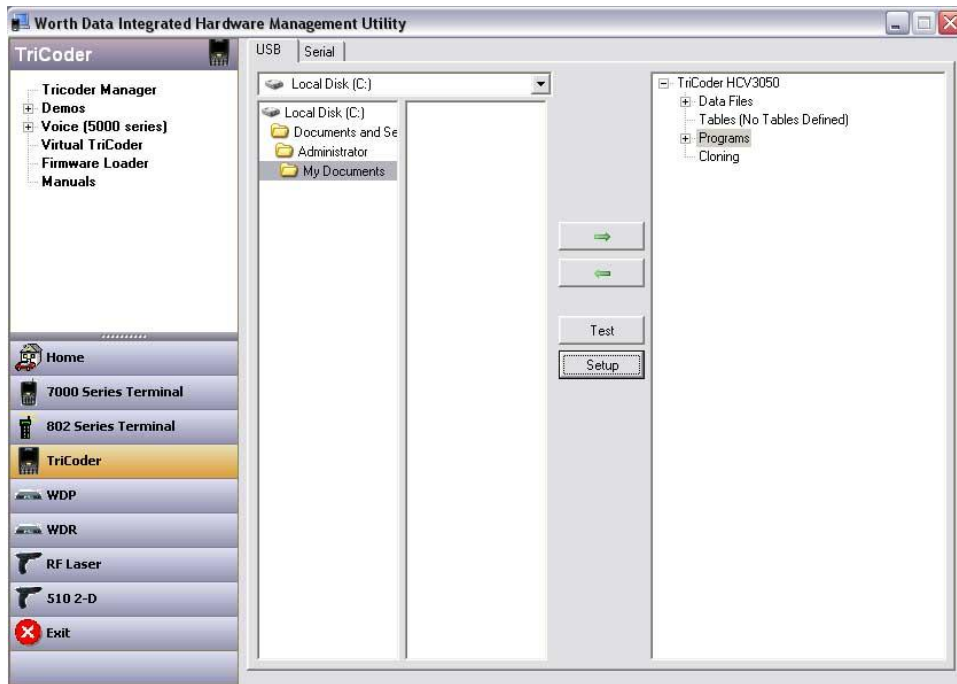 Worth Data Integrated Hardware Management Utility
TriCoder
Tricoder Manager
Demos
Voice (5000 series)
Virtual TriCoder
Firmware Loader
Manuals
Home
7000 Series Terminal
802 Series Terminal
TriCoder
WDP
WDR
RF Laser
510 2-D
Exit
USB
Serial
Local Disk (C:)
Local Disk (C:)
Documents and Se
Administrator
My Documents
Test
Setup
TriCoder HCV3050
Data Files
Tables (No Tables Defined)
Programs
Cloning